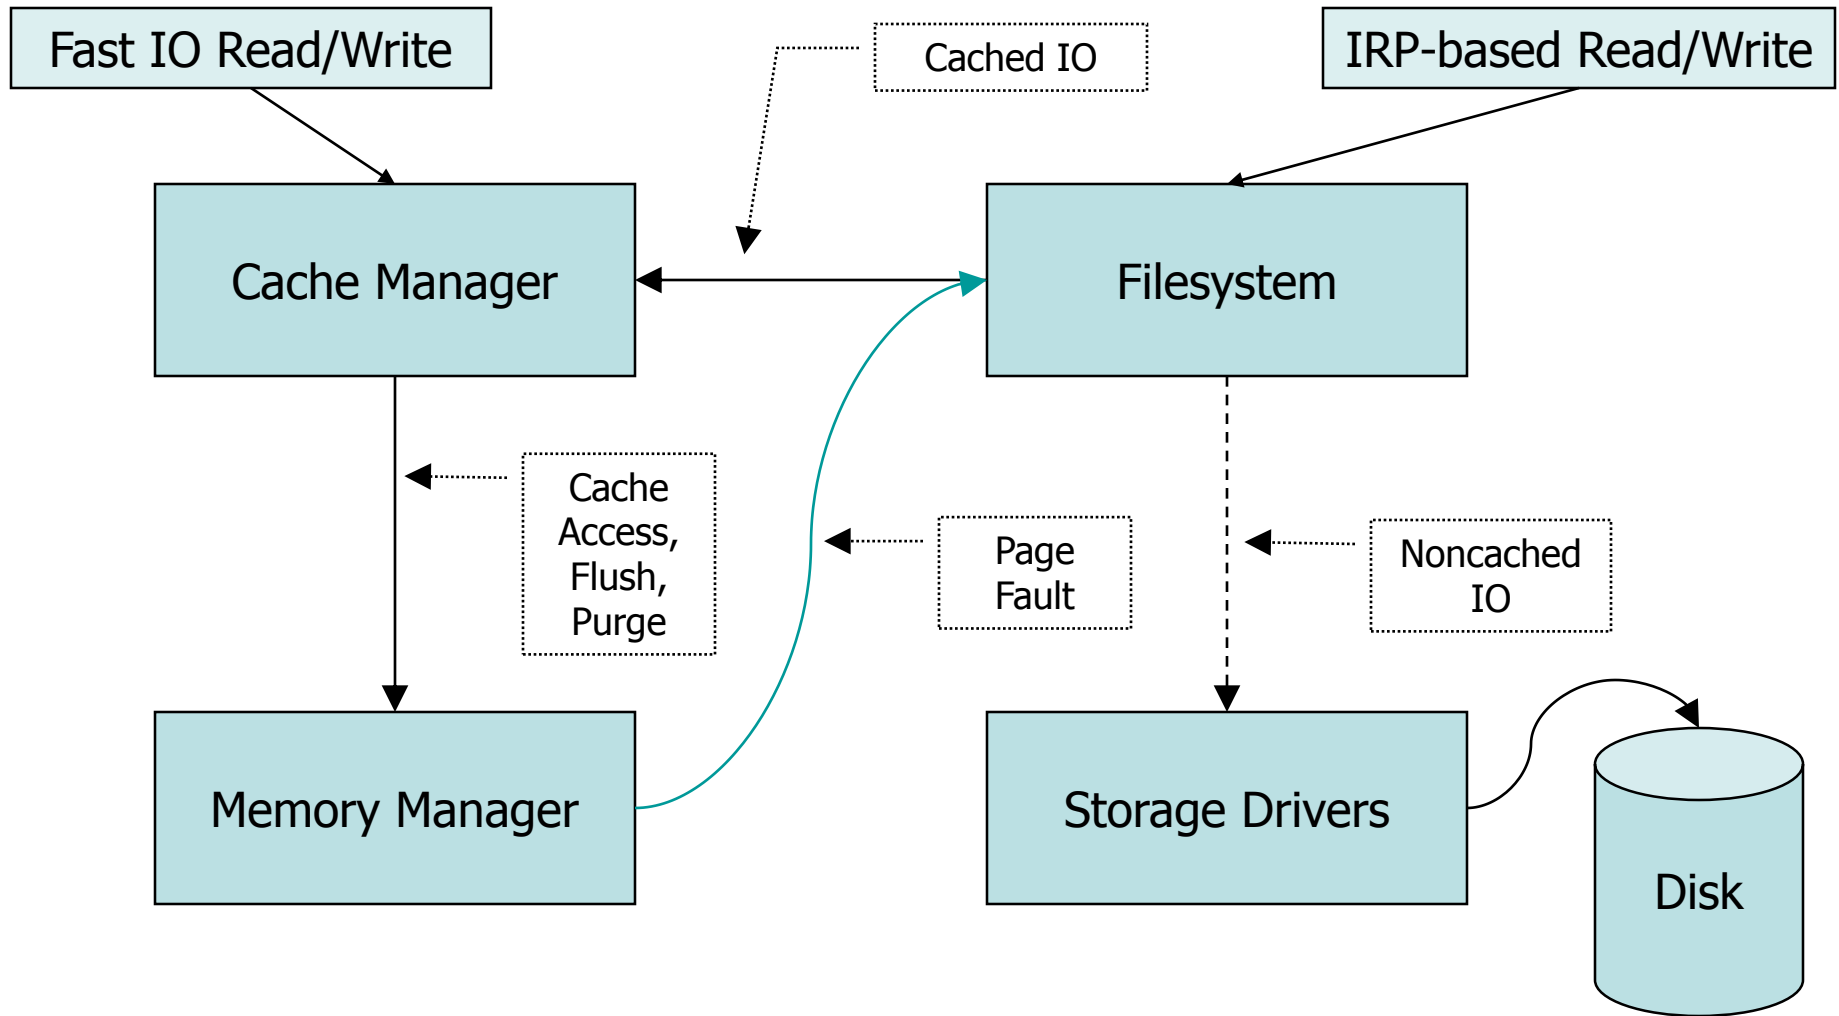 Fast IO Read/Write
Cached IO
IRP-based Read/Write
Cache Manager
Filesystem
Cache
Access,
Flush,
Purge
Page
Fault
Noncached
IO
Memory Manager
Storage Drivers
Disk